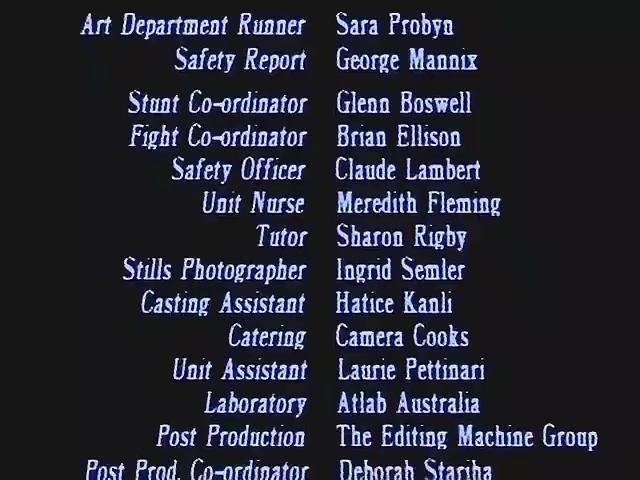 Art Department Runner Sara Probyn
Safety Report George Mannix
Stunt Co-ordinator Glenn Boswell
Fight Co-ordinator Brian Ellison
Safety Officer Claude Lambert
Unit Nurse Meredith Fleming
Tutor Sharon Rigby
Stills Photographer Ingrid Semler
Casting Assistant Hatice Kanli
Catering Camera Cooks
Unit Assistant Laurie Pettinari
Laboratory Atlab Australia
Post Production The Editing Machine Group
Post Prod. Co-ordinator Deborah Stariha